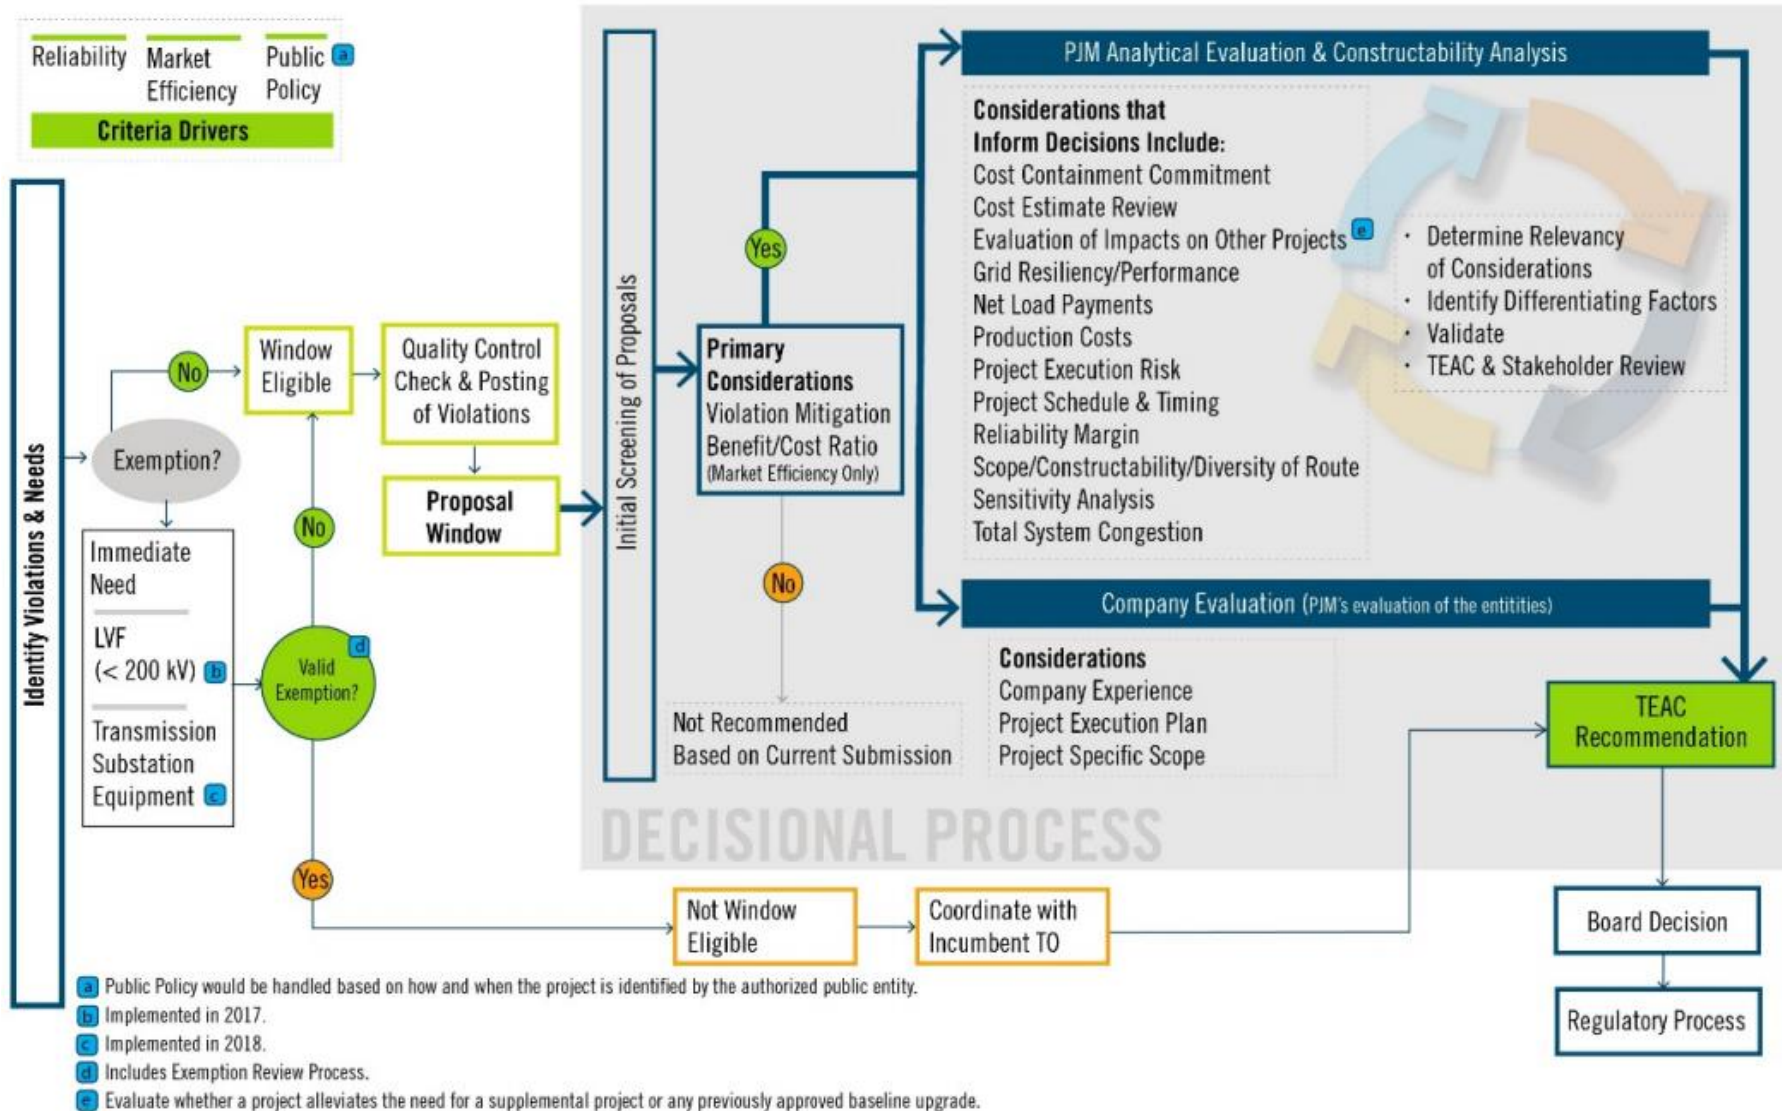 Reliability
Market
Efficiency
Public
Policy
a
Criteria Drivers
Identify Violations & Needs
Exemption?
No
Window
Eligible
Quality Control
Check & Posting
of Violations
Proposal
Window
Immediate
Need
LVF
(< 200 kV) b
Transmission
Substation
Equipment c
No
d
Valid
Exemption?
Yes
Initial Screening of Proposals
Primary
Considerations
Violation Mitigation
Benefit/Cost Ratio
(Market Efficiency Only)
Yes
No
Not Recommended
Based on Current Submission
PJM Analytical Evaluation & Constructability Analysis
Considerations that
Inform Decisions Include:
Cost Containment Commitment
Cost Estimate Review
Evaluation of Impacts on Other Projects e
Grid Resiliency/Performance
Net Load Payments
Production Costs
Project Execution Risk
Project Schedule & Timing
Reliability Margin
Scope/Constructability/Diversity of Route
Sensitivity Analysis
Total System Congestion
· Determine Relevancy
of Considerations
· Identify Differentiating Factors
· Validate
· TEAC & Stakeholder Review
Company Evaluation (PJM's evaluation of the entitities)
Considerations
Company Experience
Project Execution Plan
Project Specific Scope
DECISIONAL PROCESS
TEAC
Recommendation
Not Window
Eligible
Coordinate with
Incumbent TO
Board Decision
Regulatory Process
a Public Policy would be handled based on how and when the project is identified by the authorized public entity.
b Implemented in 2017.
c Implemented in 2018.
d Includes Exemption Review Process.
e Evaluate whether a project alleviates the need for a supplemental project or any previously approved baseline upgrade.